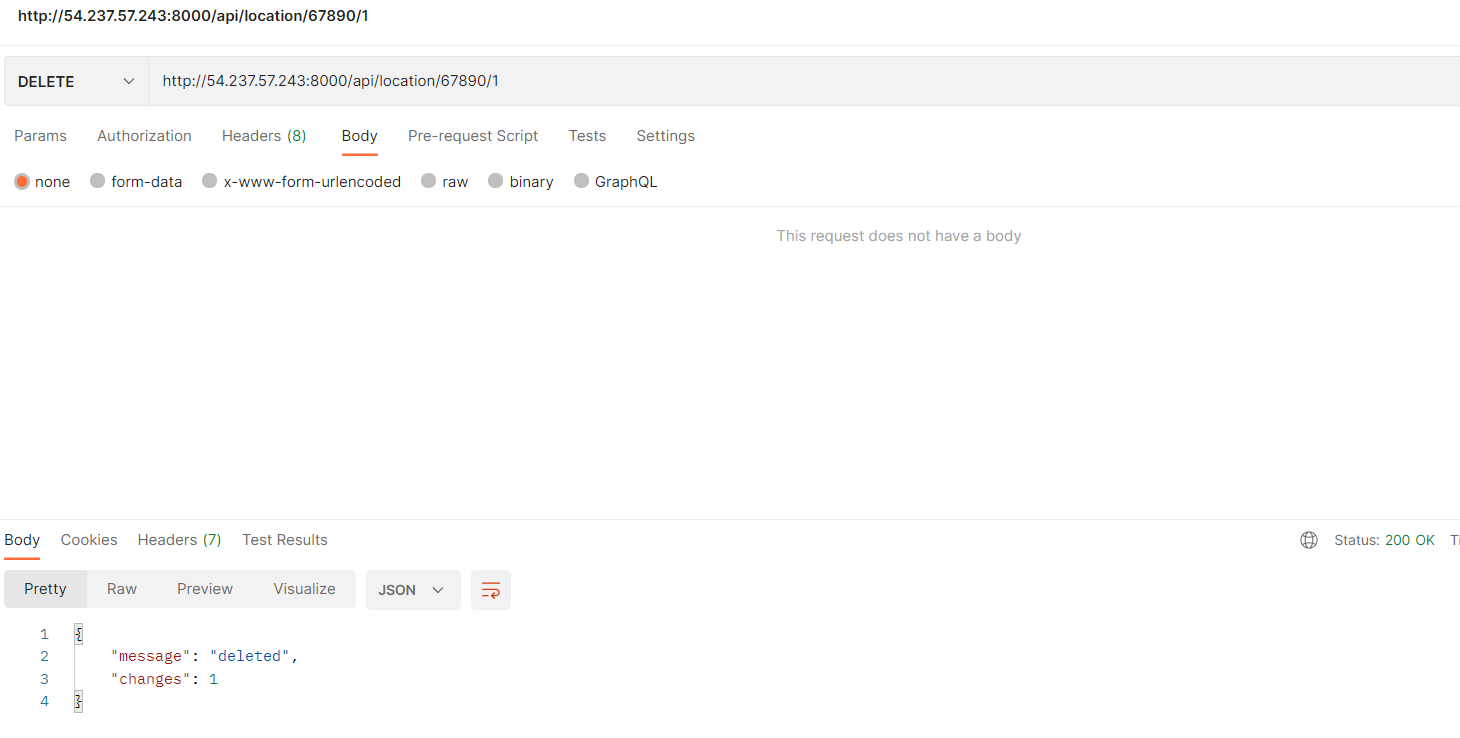 http://54.237.57.243:8000/api/location/67890/1
DELETE http://54.237.57.243:8000/api/location/67890/1
Params Authorization Headers (8) Body Pre-request Script Tests Settings
none form-data x-www-form-urlencoded raw binary GraphQL
This request does not have a body
Body Cookies Headers (7) Test Results Status: 200 OK
Pretty Raw Preview Visualize JSON
1 {
2 "message": "deleted",
3 "changes": 1
4 }